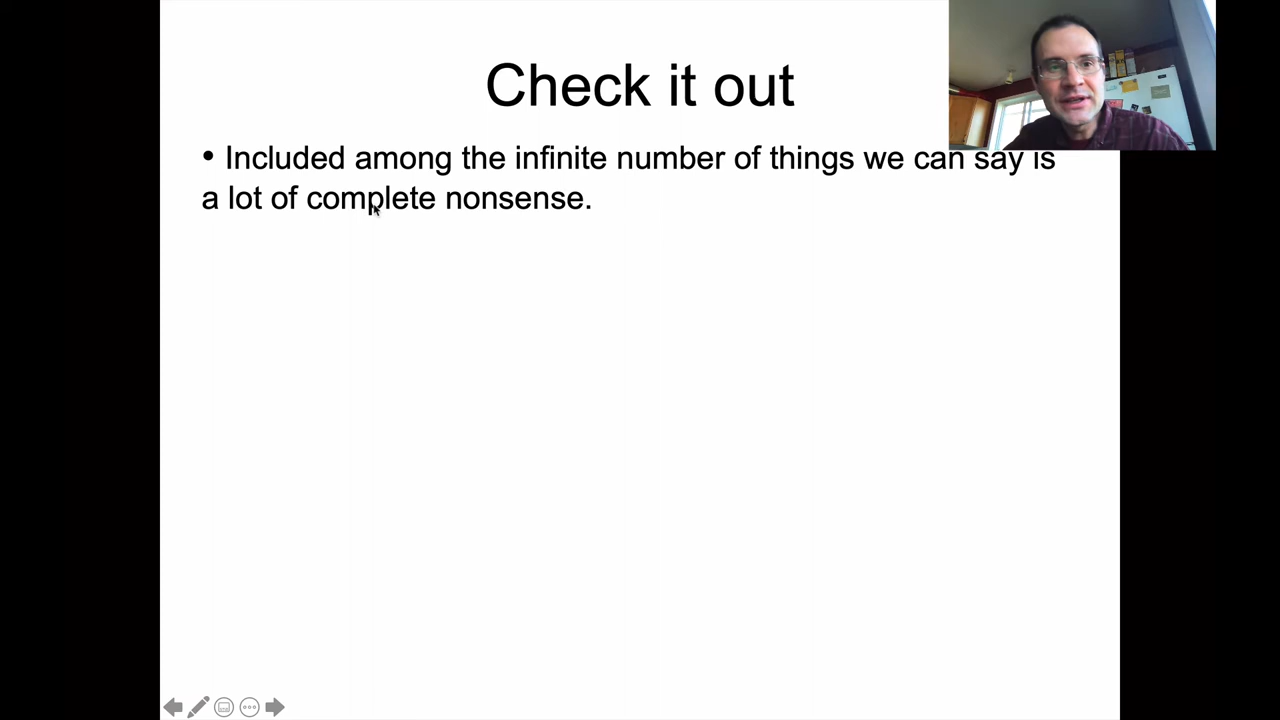 Check it out
• Included among the infinite number of things we can say is
a lot of complete nonsense.